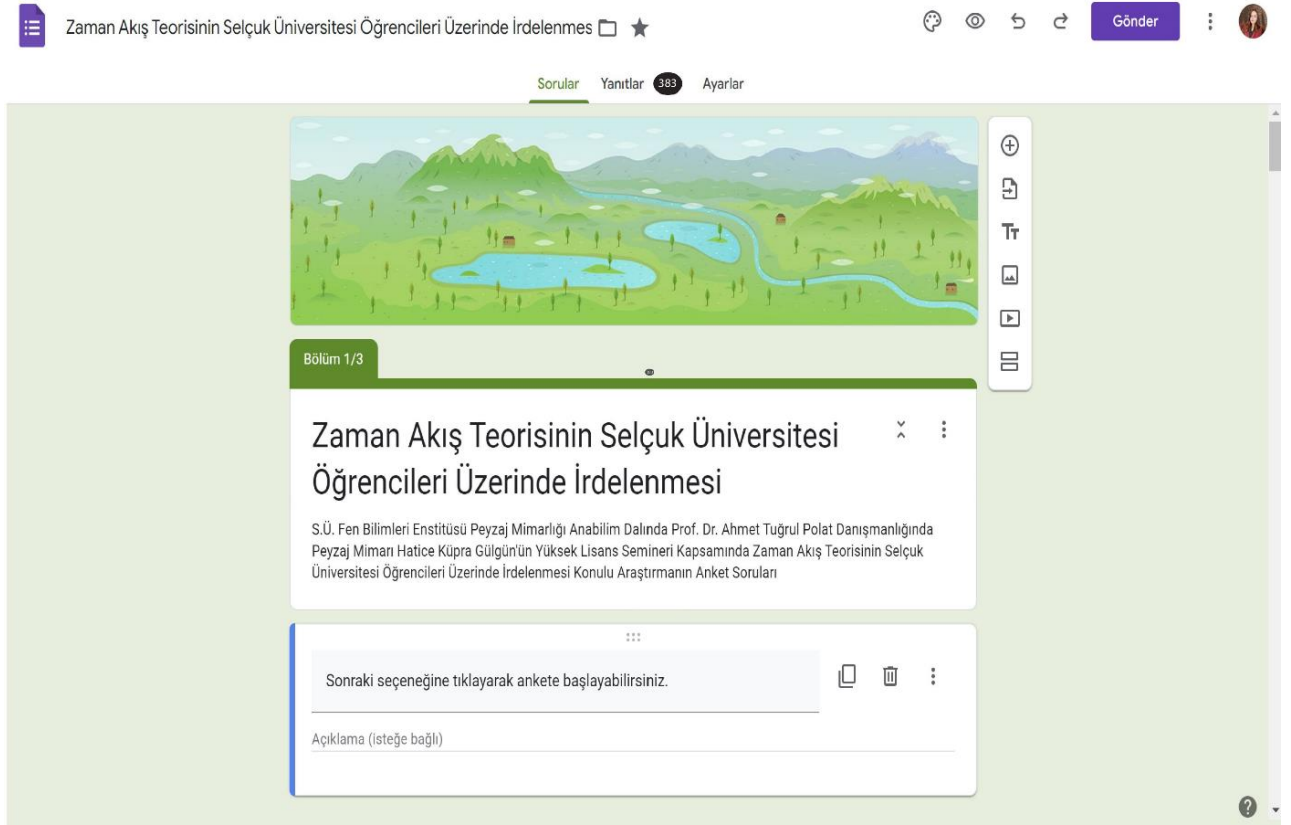 Zaman Akış Teorisinin Selçuk Üniversitesi Öğrencileri Üzerinde İrdelenmes
Gönder
Sorular Yanıtlar 383 Ayarlar
Bölüm 1/3
Zaman Akış Teorisinin Selçuk Üniversitesi
Öğrencileri Üzerinde İrdelenmesi
S.Ü. Fen Bilimleri Enstitüsü Peyzaj Mimarlığı Anabilim Dalında Prof. Dr. Ahmet Tuğrul Polat Danışmanlığında
Peyzaj Mimarı Hatice Küpra Gülgün'ün Yüksek Lisans Semineri Kapsamında Zaman Akış Teorisinin Selçuk
Üniversitesi Öğrencileri Üzerinde İrdelenmesi Konulu Araştırmanın Anket Soruları
Sonraki seçeneğine tıklayarak ankete başlayabilirsiniz.
Açıklama (isteğe bağlı)